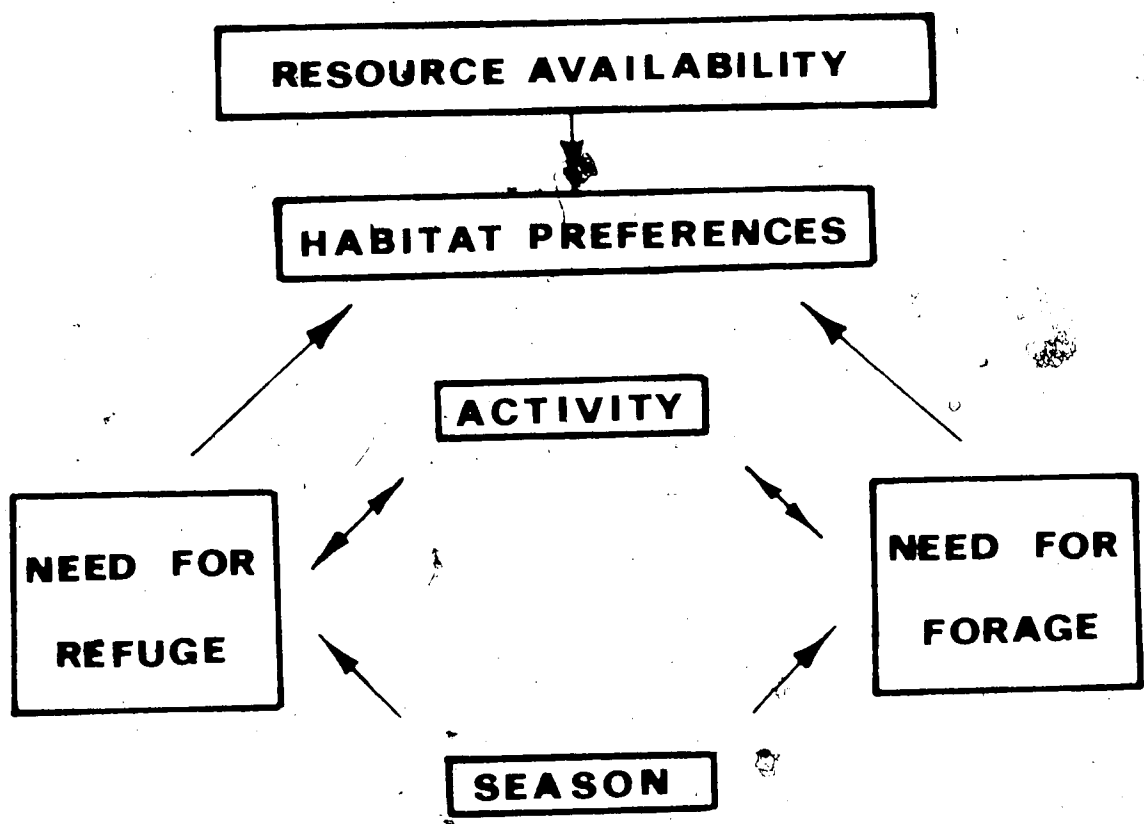 RESOURCE AVAILABILITY
HABITAT PREFERENCES
ACTIVITY
NEED FOR
REFUGE
NEED FOR
FORAGE
SEASON